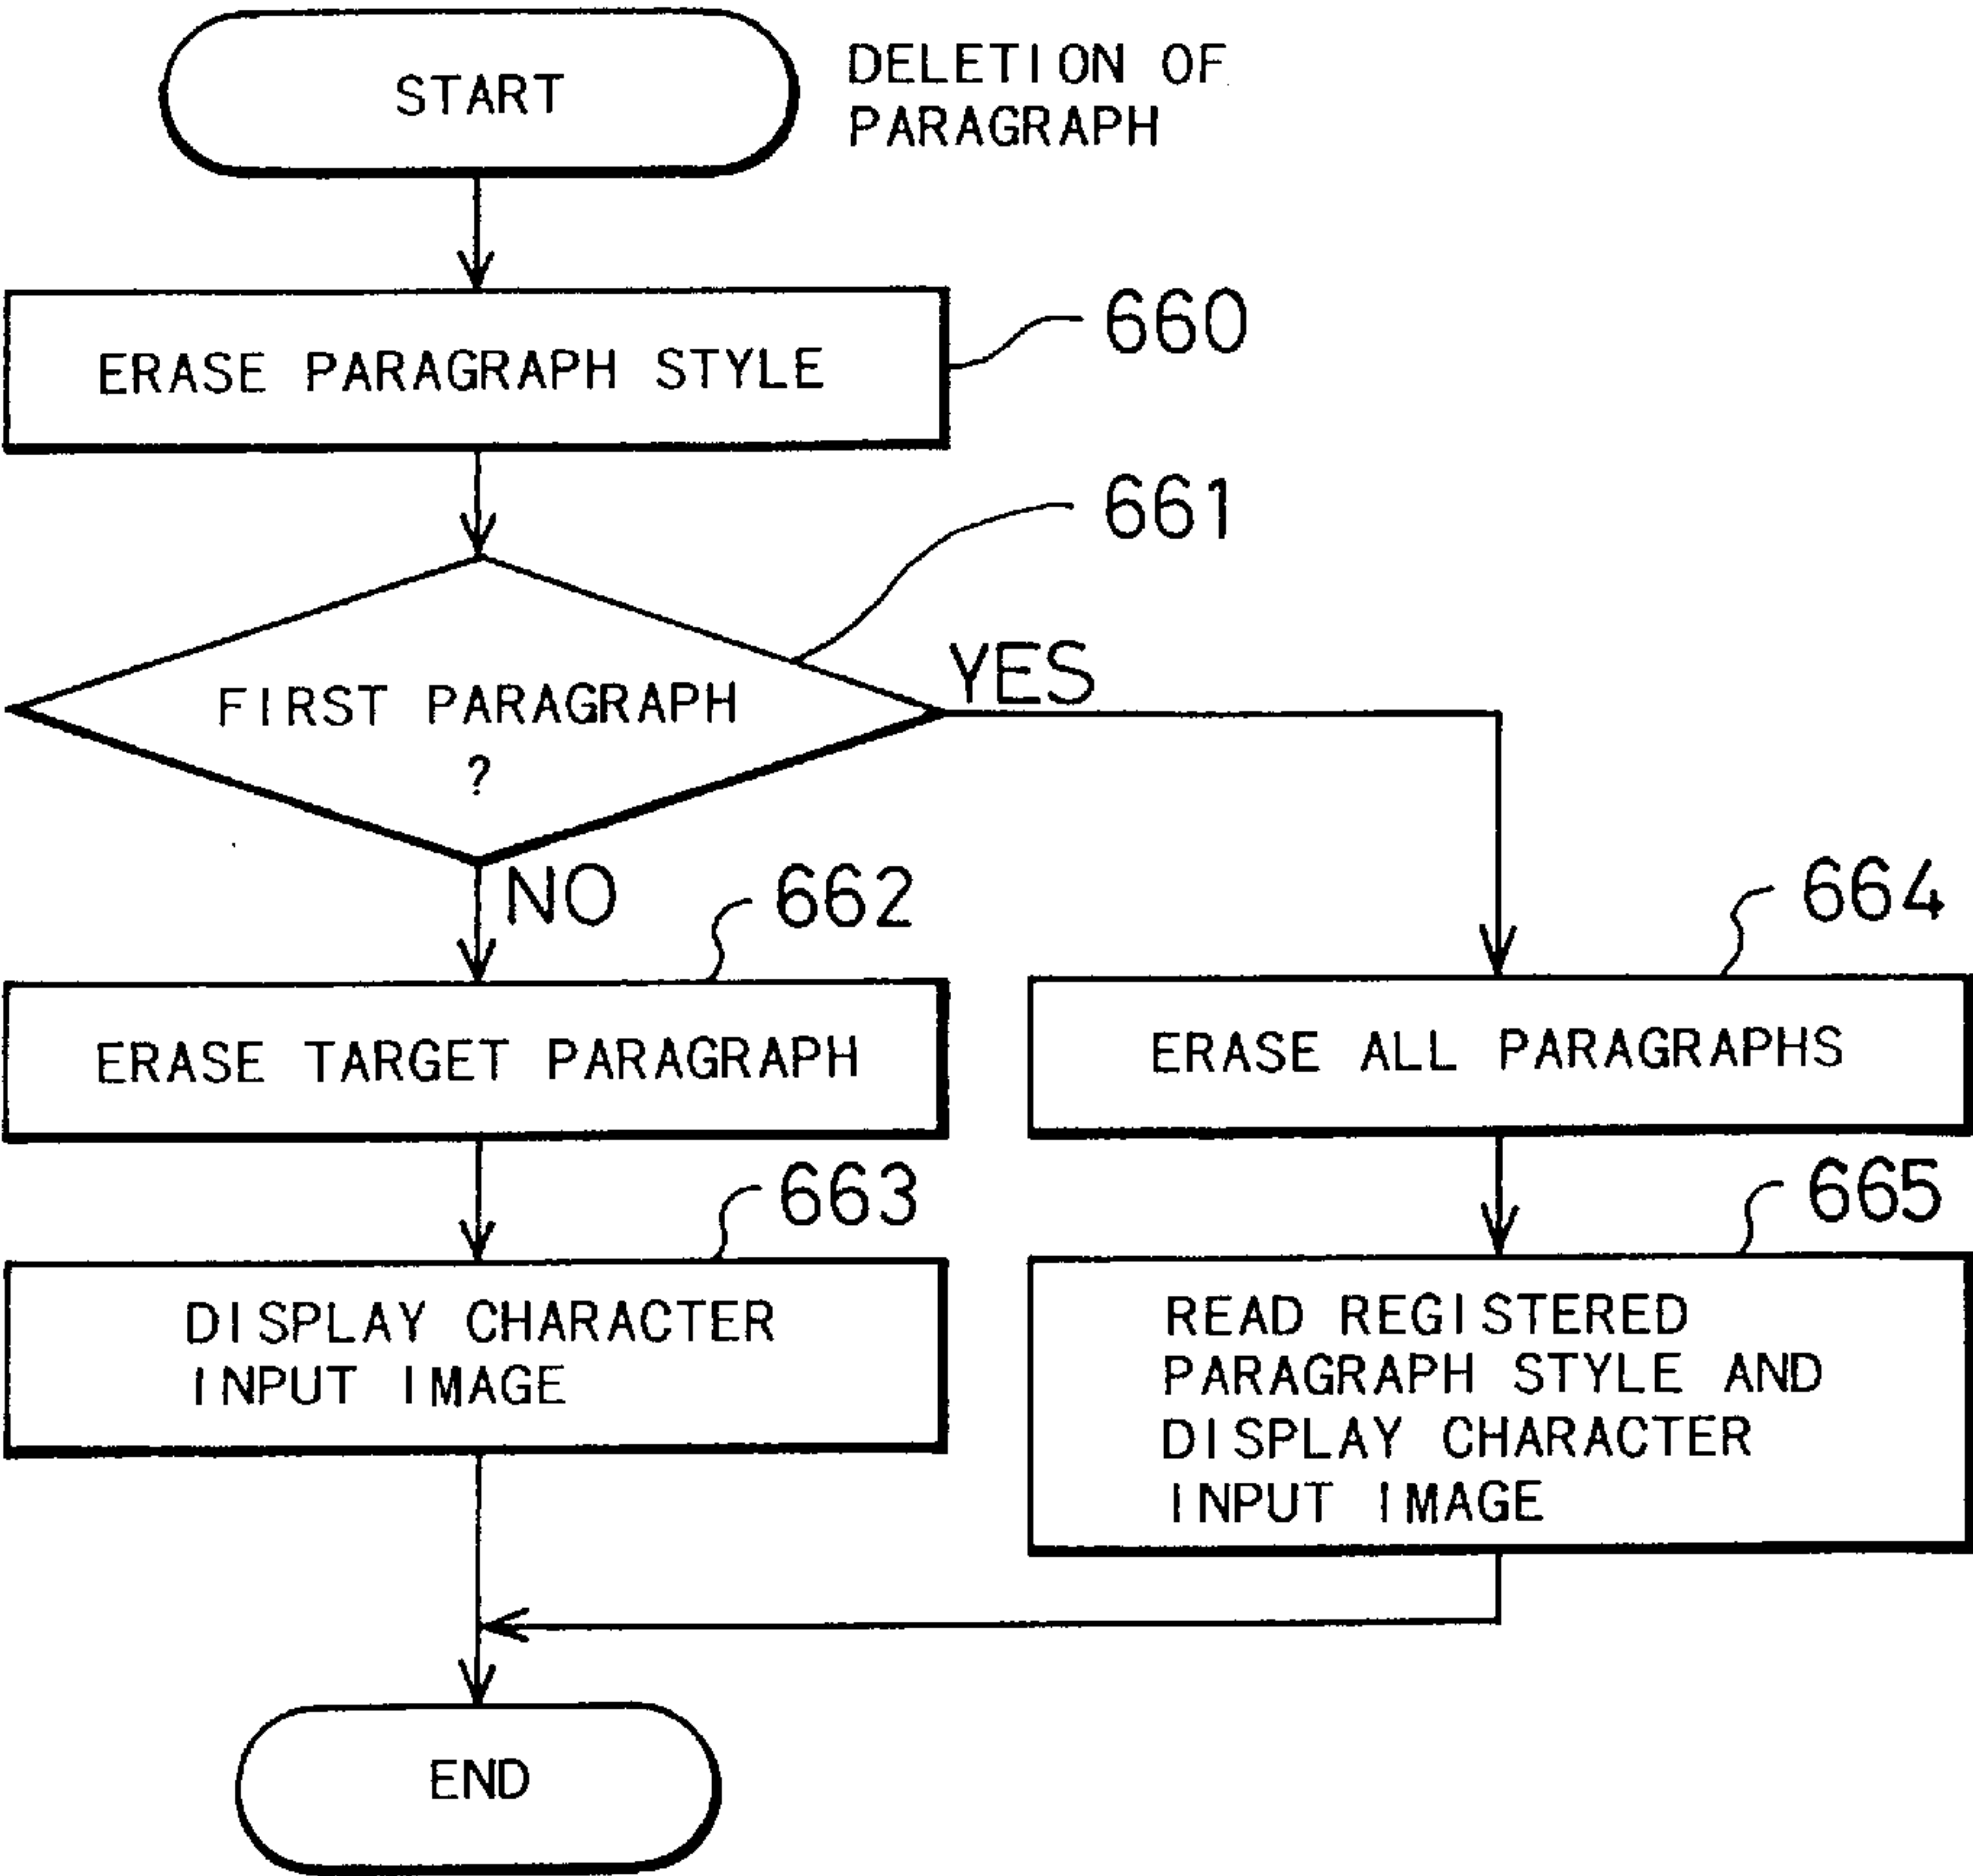 START
DELETION OF
PARAGRAPH
ERASE PARAGRAPH STYLE
660
661
FIRST PARAGRAPH
?
YES
NO
662
664
ERASE TARGET PARAGRAPH
ERASE ALL PARAGRAPHS
663
665
DISPLAY CHARACTER
INPUT IMAGE
READ REGISTERED
PARAGRAPH STYLE AND
DISPLAY CHARACTER
INPUT IMAGE
END